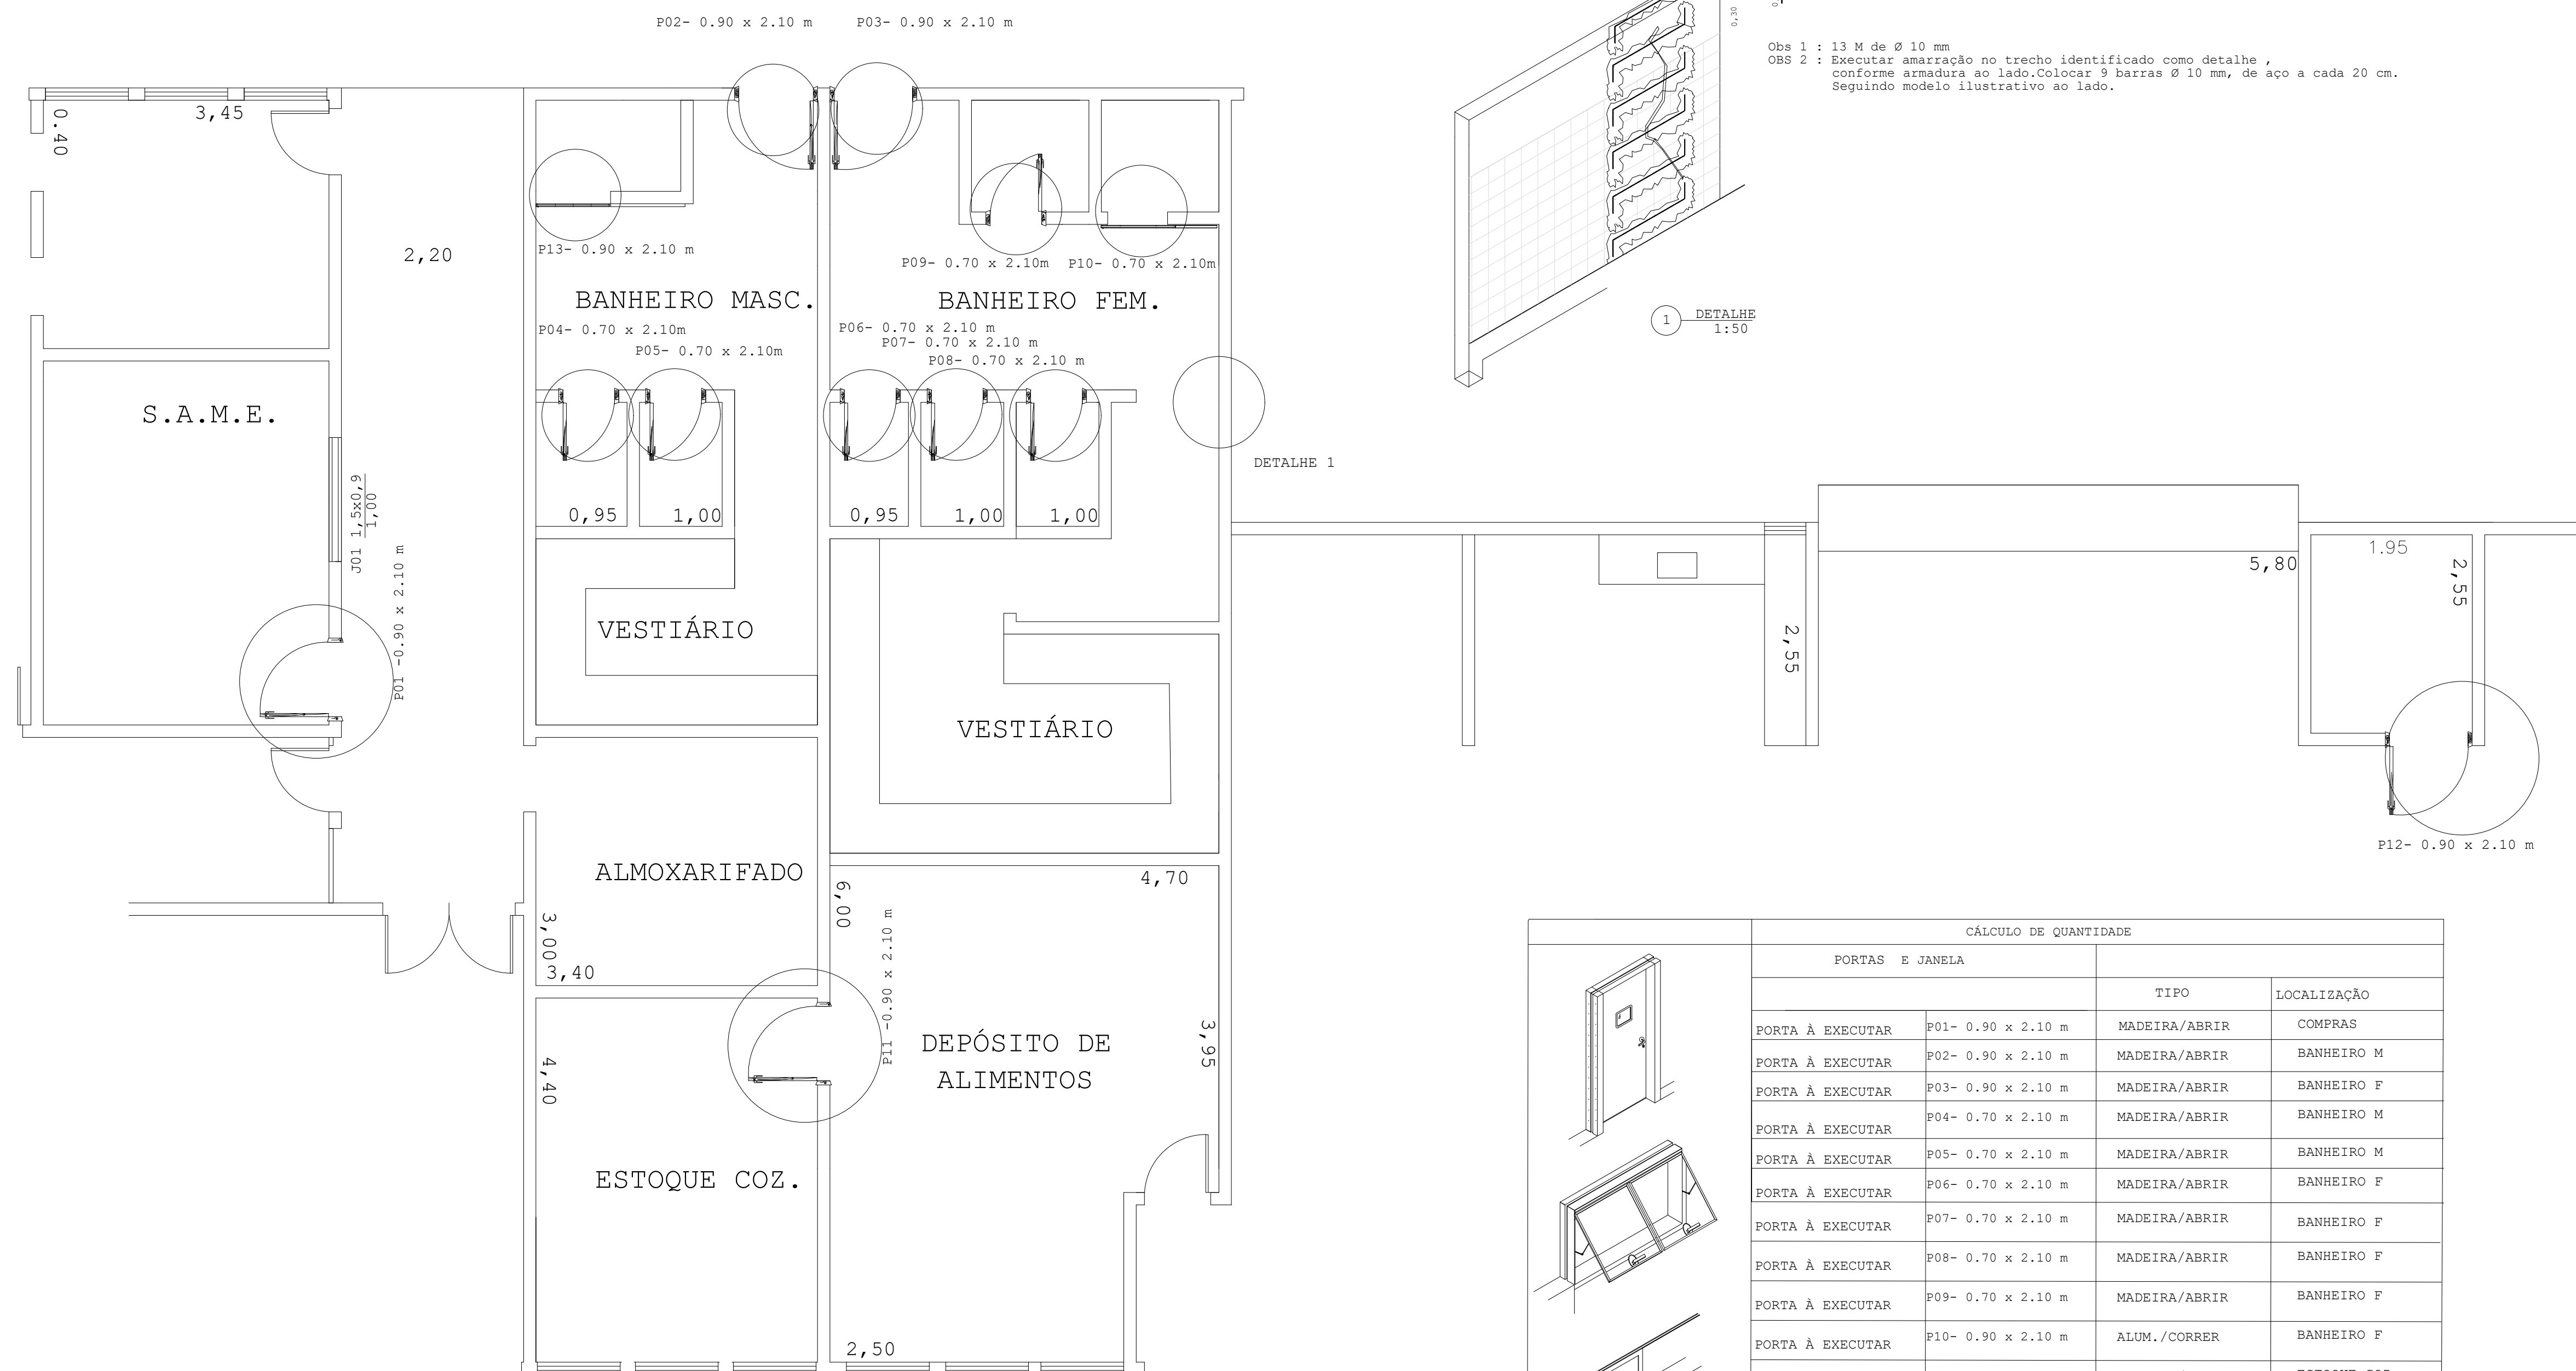 P02- 0.90 x 2.10 m
P03- 0.90 x 2.10 m
0,30
Obs 1 : 13 M de Ø 10 mm
OBS 2 : Executar amarração no trecho identificado como detalhe ,
conforme armadura ao lado.Colocar 9 barras Ø 10 mm, de aço a cada 20 cm.
Seguindo modelo ilustrativo ao lado.
1
DETALHE
1:50
3,45
0.40
2,20
P13- 0.90 x 2.10 m
P09- 0.70 x 2.10m
P10- 0.70 x 2.10m
BANHEIRO MASC.
BANHEIRO FEM.
P04- 0.70 x 2.10m
P05- 0.70 x 2.10m
P06- 0.70 x 2.10 m
P07- 0.70 x 2.10 m
P08- 0.70 x 2.10 m
S.A.M.E.
DETALHE 1
J01 1,5x0,9
1,00
P01 -0.90 x 2.10 m
0,95
1,00
0,95
1,00
1,00
VESTIÁRIO
VESTIÁRIO
5,80
1.95
2,55
2,55
P12- 0.90 x 2.10 m
ALMOXARIFADO
3,00
3,40
6,00
4,70
P11 -0.90 x 2.10 m
3,95
DEPÓSITO DE
ALIMENTOS
4,40
ESTOQUE COZ.
2,50
CÁLCULO DE QUANTIDADE
PORTAS E JANELA
TIPO LOCALIZAÇÃO
PORTA À EXECUTAR P01- 0.90 x 2.10 m MADEIRA/ABRIR COMPRAS
PORTA À EXECUTAR P02- 0.90 x 2.10 m MADEIRA/ABRIR BANHEIRO M
PORTA À EXECUTAR P03- 0.90 x 2.10 m MADEIRA/ABRIR BANHEIRO F
PORTA À EXECUTAR P04- 0.70 x 2.10 m MADEIRA/ABRIR BANHEIRO M
PORTA À EXECUTAR P05- 0.70 x 2.10 m MADEIRA/ABRIR BANHEIRO M
PORTA À EXECUTAR P06- 0.70 x 2.10 m MADEIRA/ABRIR BANHEIRO F
PORTA À EXECUTAR P07- 0.70 x 2.10 m MADEIRA/ABRIR BANHEIRO F
PORTA À EXECUTAR P08- 0.70 x 2.10 m MADEIRA/ABRIR BANHEIRO F
PORTA À EXECUTAR P09- 0.70 x 2.10 m MADEIRA/ABRIR BANHEIRO F
PORTA À EXECUTAR P10- 0.90 x 2.10 m ALUM./CORRER BANHEIRO F